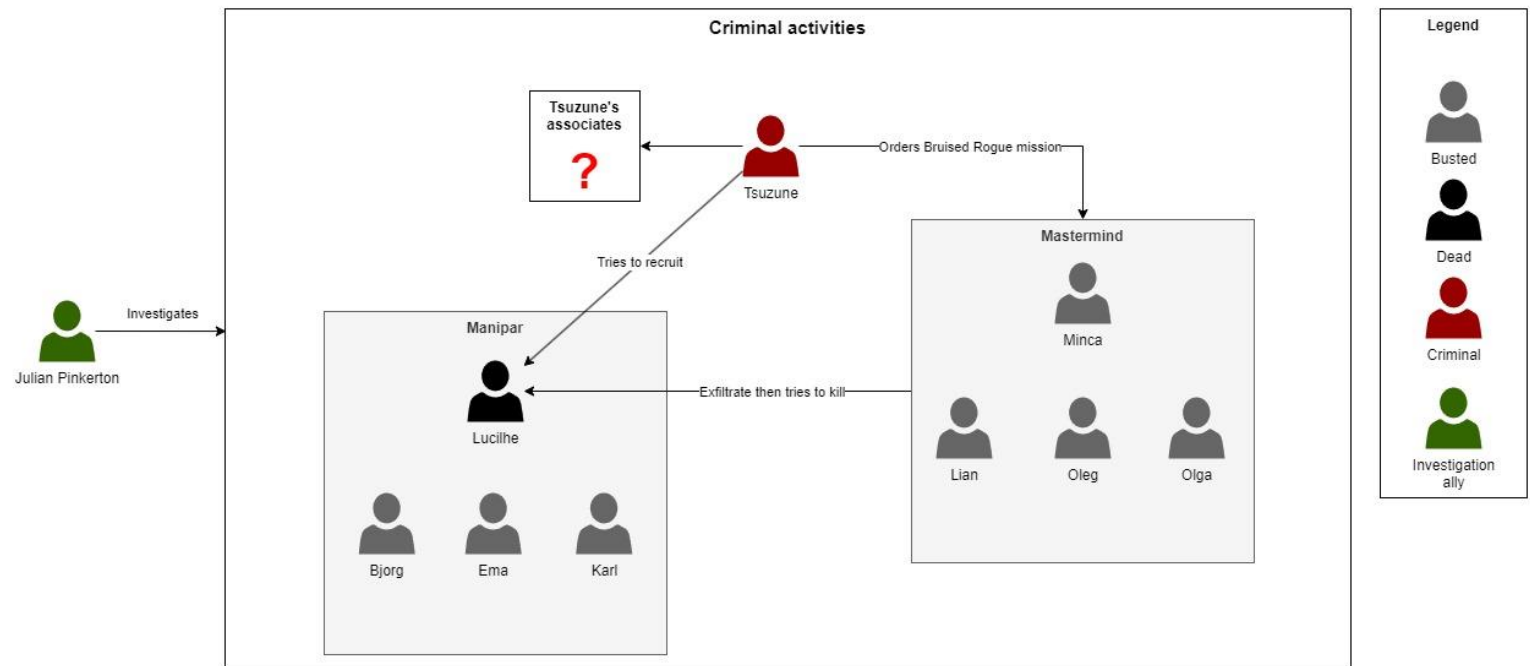 Criminal activities
Legend
Tsuzune's
associates
?
Tsuzune
Orders Bruised Rogue mission
Busted
Mastermind
Dead
Tries to recruit
Minca
Investigates
Julian Pinkerton
Manipar
Criminal
Lucilhe
Exfiltrate then tries to kill
Lian
Oleg
Olga
Investigation
ally
Bjorg
Ema
Karl